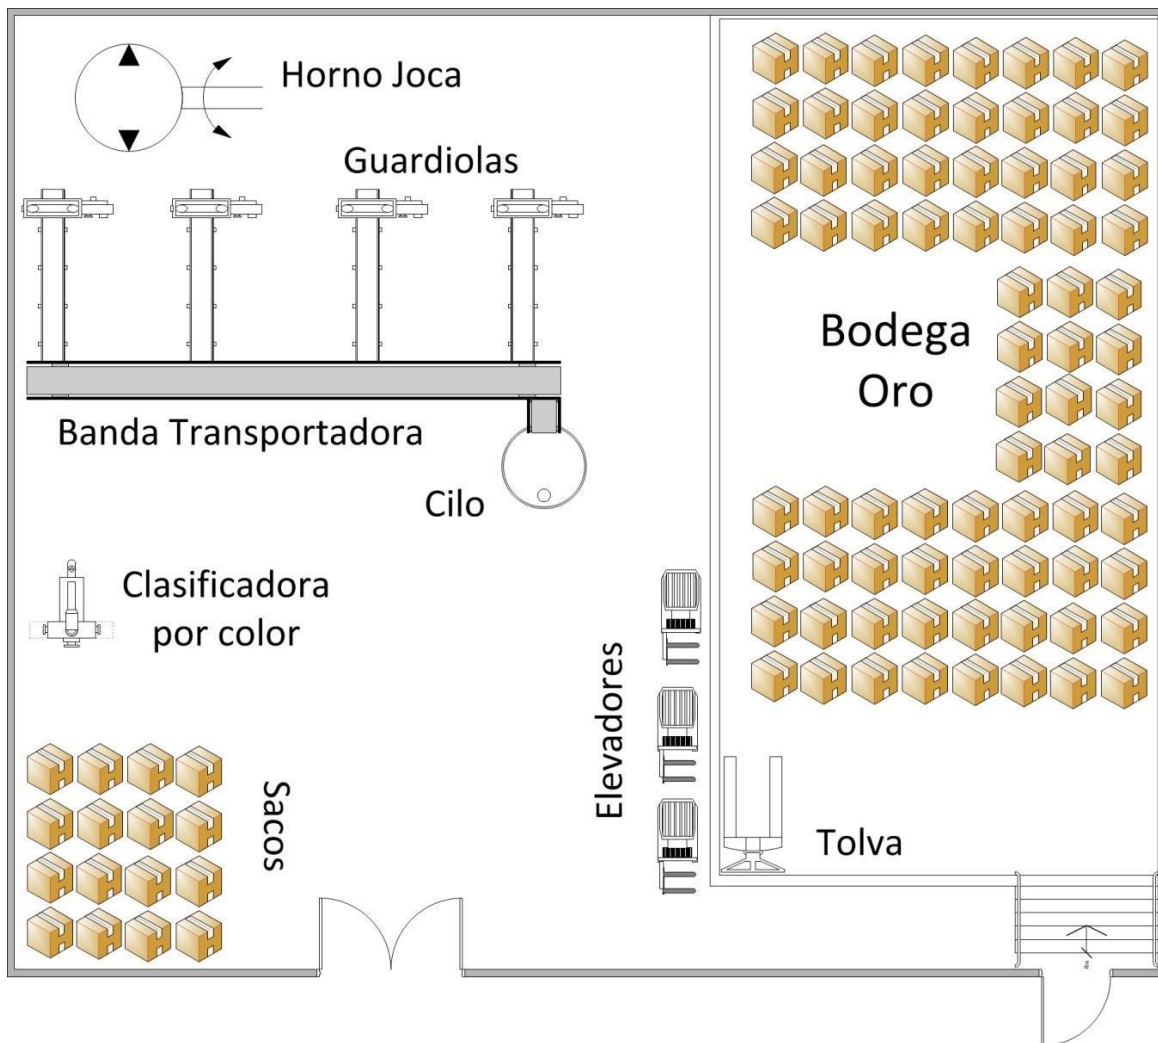 Horno Joca
Guardiolas
Bodega
Oro
Banda Transportadora
Cilo
Clasificadora
por color
Elevadores
Sacos
Tolva